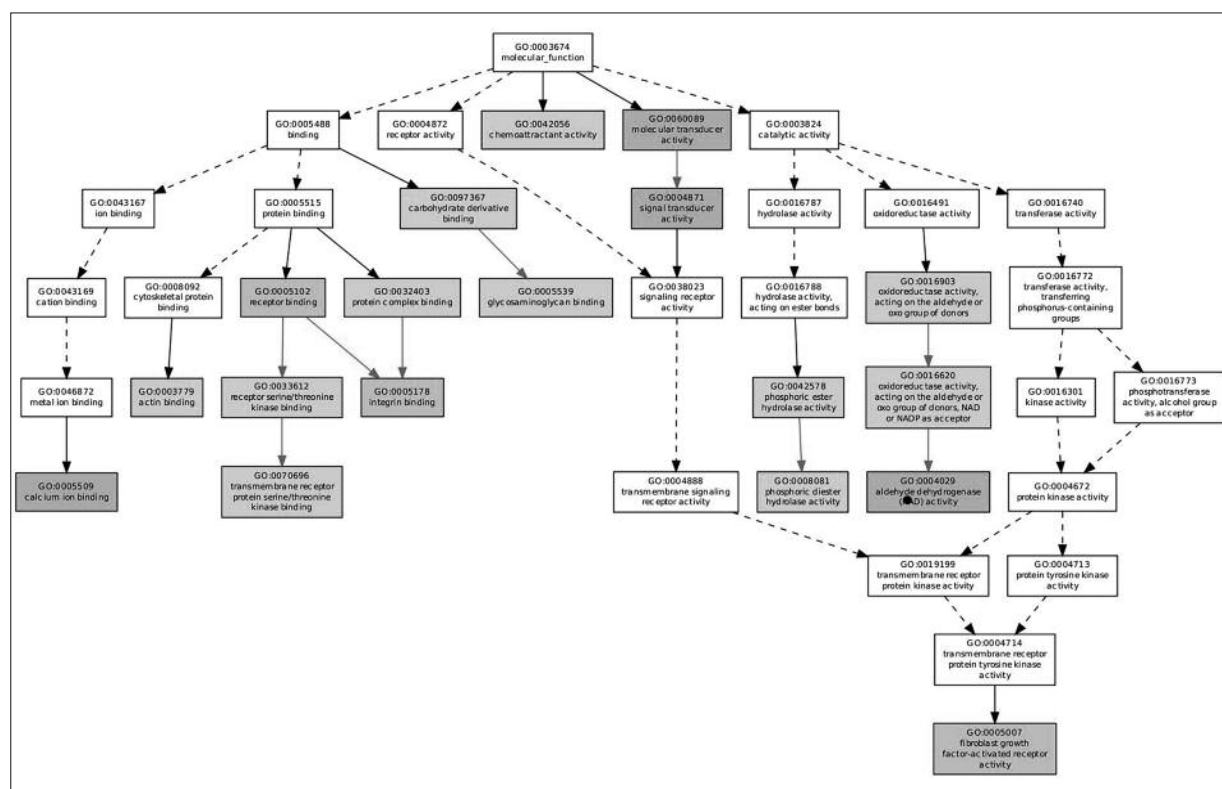 GO:0003674
molecular_function
GO:0005488
binding
GO:0004872
receptor activity
GO:0042056
chemoattractant activity
GO:0060089
molecular transducer
activity
GO:0003824
catalytic activity
GO:0043167
ion binding
GO:0005515
protein binding
GO:0097367
carbohydrate derivative
binding
GO:0004871
signal transducer
activity
GO:0016787
hydrolase activity
GO:0016491
oxidoreductase activity
GO:0016740
transferase activity
GO:0043169
cation binding
GO:0008092
cytoskeletal protein
binding
GO:0005102
receptor binding
GO:0032403
protein complex binding
GO:0005539
glycosaminoglycan binding
GO:0038023
signaling receptor
activity
GO:0016788
hydrolase activity,
acting on ester bonds
GO:0016903
oxidoreductase activity,
acting on the aldehyde or
oxo group of donors
GO:0016772
transferase activity,
transferring
phosphorus-containing
groups
GO:0046872
metal ion binding
GO:0003779
actin binding
GO:0033612
receptor serine/threonine
kinase binding
GO:0005178
integrin binding
GO:0042578
phosphoric ester
hydrolase activity
GO:0016620
oxidoreductase activity,
acting on the aldehyde or
oxo group of donors, NAD
or NADP as acceptor
GO:0016301
kinase activity
GO:0016773
phosphotransferase
activity, alcohol group
as acceptor
GO:0005509
calcium ion binding
GO:0070696
transmembrane receptor
protein serine/threonine
kinase binding
GO:0004888
transmembrane signaling
receptor activity
GO:0008081
phosphoric diester
hydrolase activity
GO:0004029
aldehyde dehydrogenase
(NAD) activity
GO:0004672
protein kinase activity
GO:0019199
transmembrane receptor
protein kinase activity
GO:0004713
protein tyrosine kinase
activity
GO:0004714
transmembrane receptor
protein tyrosine kinase
activity
GO:0005007
fibroblast growth
factor-activated receptor
activity